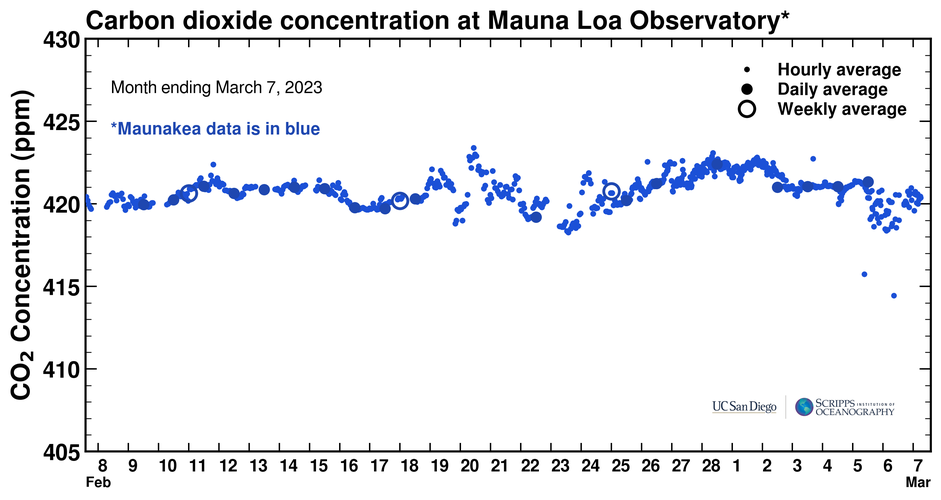 Carbon dioxide concentration at Mauna Loa Observatory*
430
425
420
415
410
405
CO₂ Concentration (ppm)
Month ending March 7, 2023
*Maunakea data is in blue
Hourly average
Daily average
Weekly average
UC San Diego
SCRIPPS INSTITUTION OF
OCEANOGRAPHY
8 9 10 11 12 13 14 15 16 17 18 19 20 21 22 23 24 25 26 27 28 1 2 3 4 5 6 7
Feb Mar